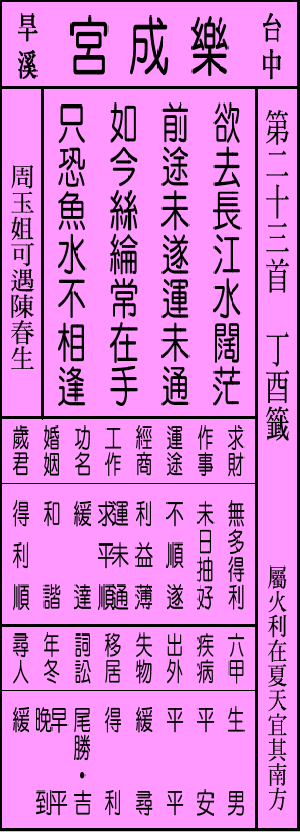 台中
樂成宮
旱溪
第二十三首　丁酉籤
屬火利在夏天宜其南方
欲去長江水闊茫
前途未遂運未通
如今絲綸常在手
只恐魚水不相逢
周玉姐可遇陳春生
求財　無多得利
作事　未日抽好
運途　不順遂
經商　利益薄
工作　運未通求平順
功名　緩達
婚姻　和諧
歲君　得利順
六甲　生男
疾病　平安
出外　平平
失物　緩尋
移居　得利
詞訟　尾勝・吉
年冬　早平晚到
尋人　緩